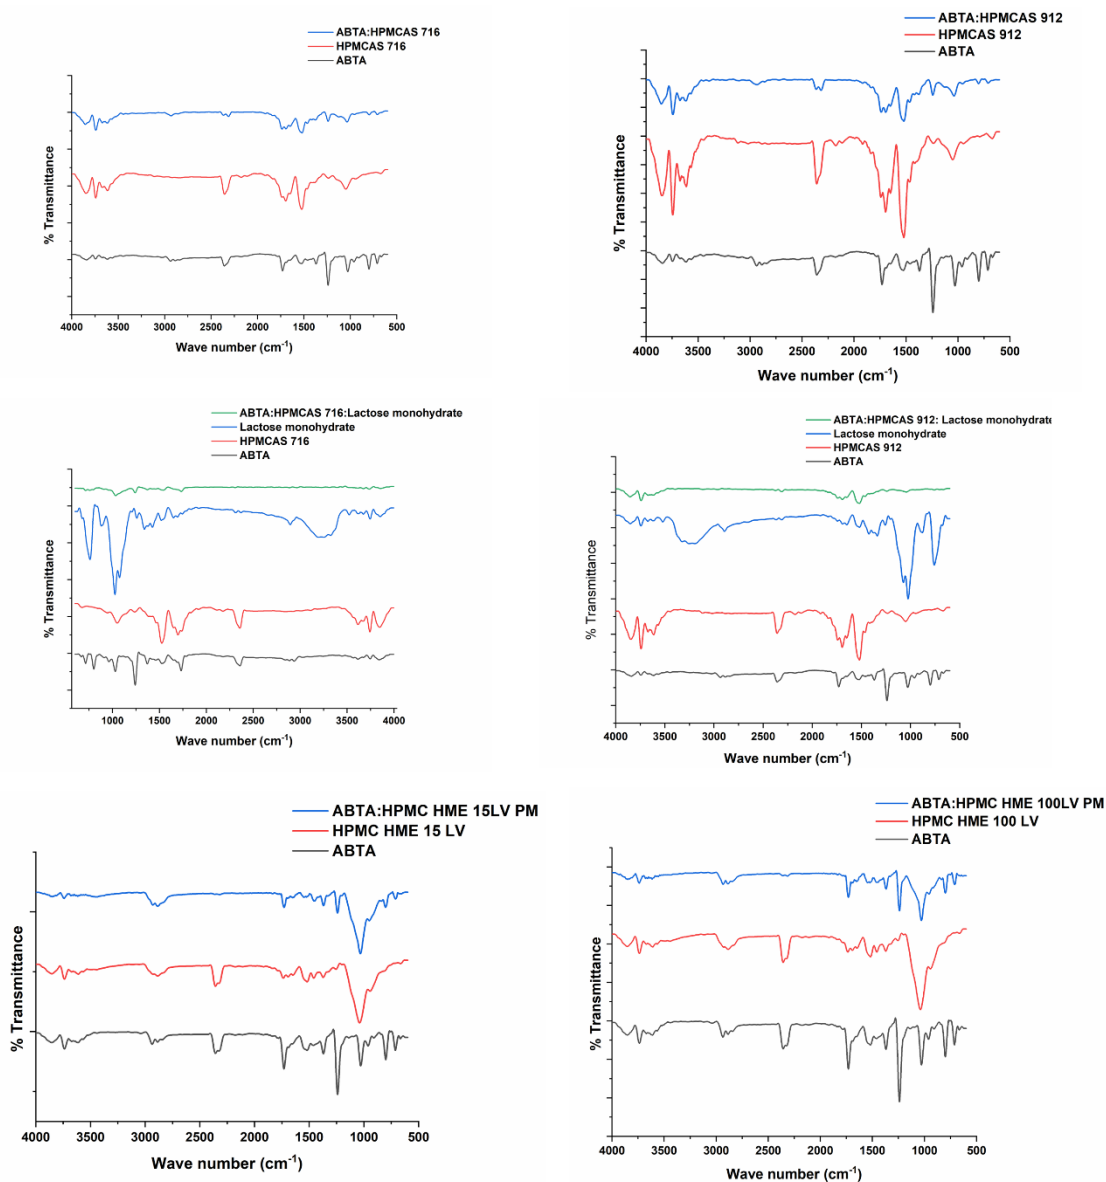 ABTA:HPMCAS 716
HPMCAS 716
ABTA
% Transmittance
4000 3500 3000 2500 2000 1500 1000 500
Wave number (cm⁻¹)
ABTA:HPMCAS 912
HPMCAS 912
ABTA
% Transmittance
4000 3500 3000 2500 2000 1500 1000 500
Wave number (cm⁻¹)
ABTA:HPMCAS 716:Lactose monohydrate
Lactose monohydrate
HPMCAS 716
ABTA
% Transmittance
1000 1500 2000 2500 3000 3500 4000
Wave number (cm⁻¹)
ABTA:HPMCAS 912: Lactose monohydrate
Lactose monohydrate
HPMCAS 912
ABTA
% Transmittance
4000 3500 3000 2500 2000 1500 1000 500
Wave number (cm⁻¹)
ABTA:HPMC HME 15LV PM
HPMC HME 15 LV
ABTA
% Transmittance
4000 3500 3000 2500 2000 1500 1000 500
Wave number (cm⁻¹)
ABTA:HPMC HME 100LV PM
HPMC HME 100 LV
ABTA
% Transmittance
4000 3500 3000 2500 2000 1500 1000 500
Wave number (cm⁻¹)